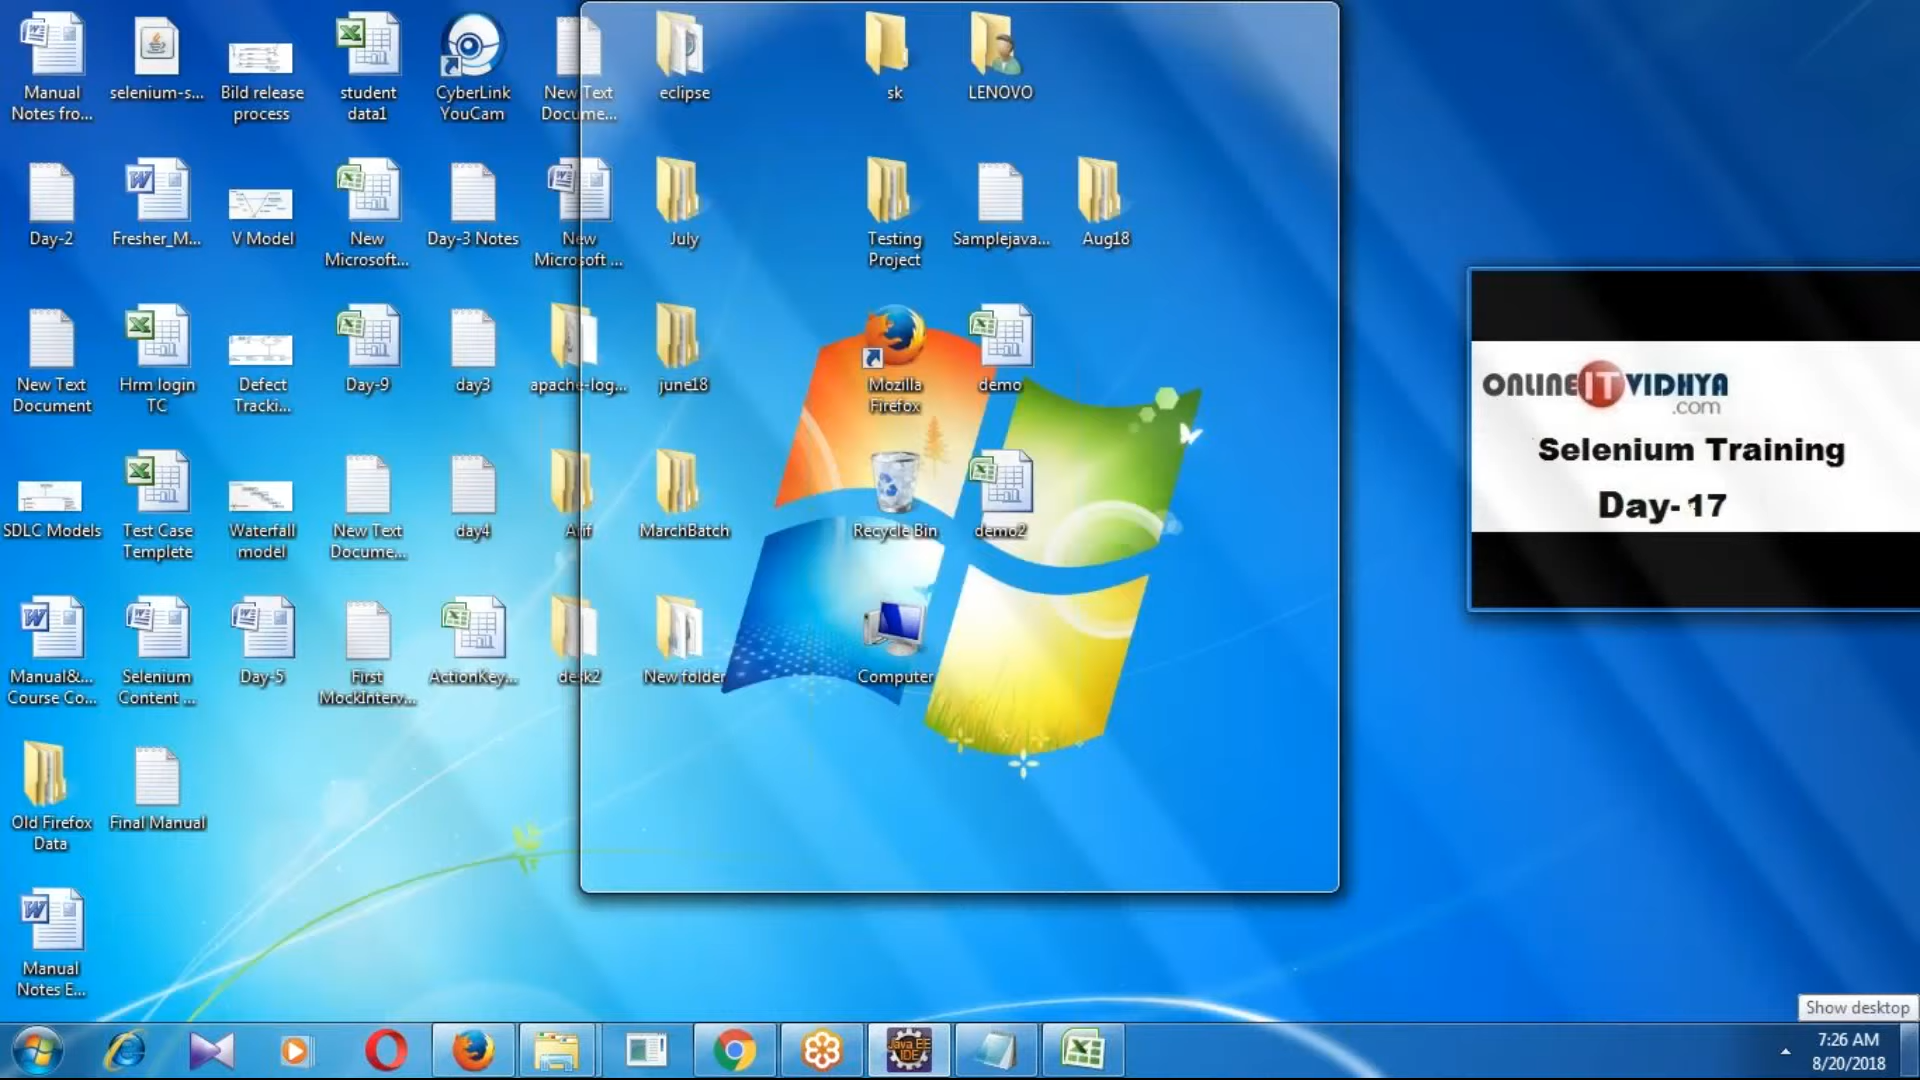 Manual
Notes fro...
selenium-s...
Bild release
process
student
data1
CyberLink
YouCam
New Text
Docume...
eclipse
sk
LENOVO
Day-2
Fresher_M...
V Model
New
Microsoft...
Day-3 Notes
New
Microsoft ...
July
Testing
Project
Samplejava...
Aug18
New Text
Document
Hrm login
TC
Defect
Tracki...
Day-9
day3
apache-log...
june18
Mozilla
Firefox
demo
SDLC Models
Test Case
Templete
Waterfall
model
New Text
Docume...
day4
Arif
MarchBatch
Recycle Bin
demo2
Manual&...
Course Co...
Selenium
Content ...
Day-5
First
MockInterv...
ActionKey...
desk2
New folder
Computer
Old Firefox
Data
Final Manual
Manual
Notes E...
ONLINE IT VIDHYA
.com
Selenium Training
Day-17
Show desktop
Java EE
IDE
7:26 AM
8/20/2018